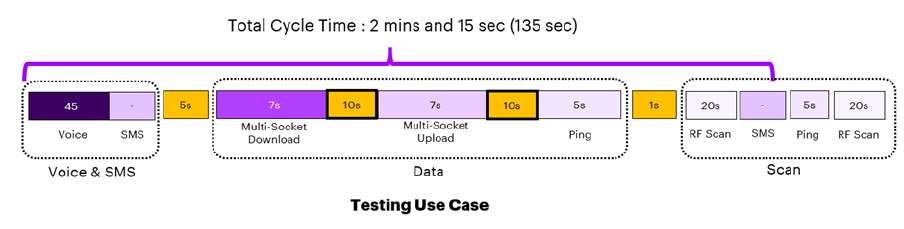 Total Cycle Time : 2 mins and 15 sec (135 sec)
45
-
5s
7s
10s
7s
10s
5s
1s
20s
-
5s
20s
Voice
SMS
Multi-Socket
Download
Multi-Socket
Upload
Ping
RF Scan
SMS
Ping
RF Scan
Voice & SMS
Data
Scan
Testing Use Case